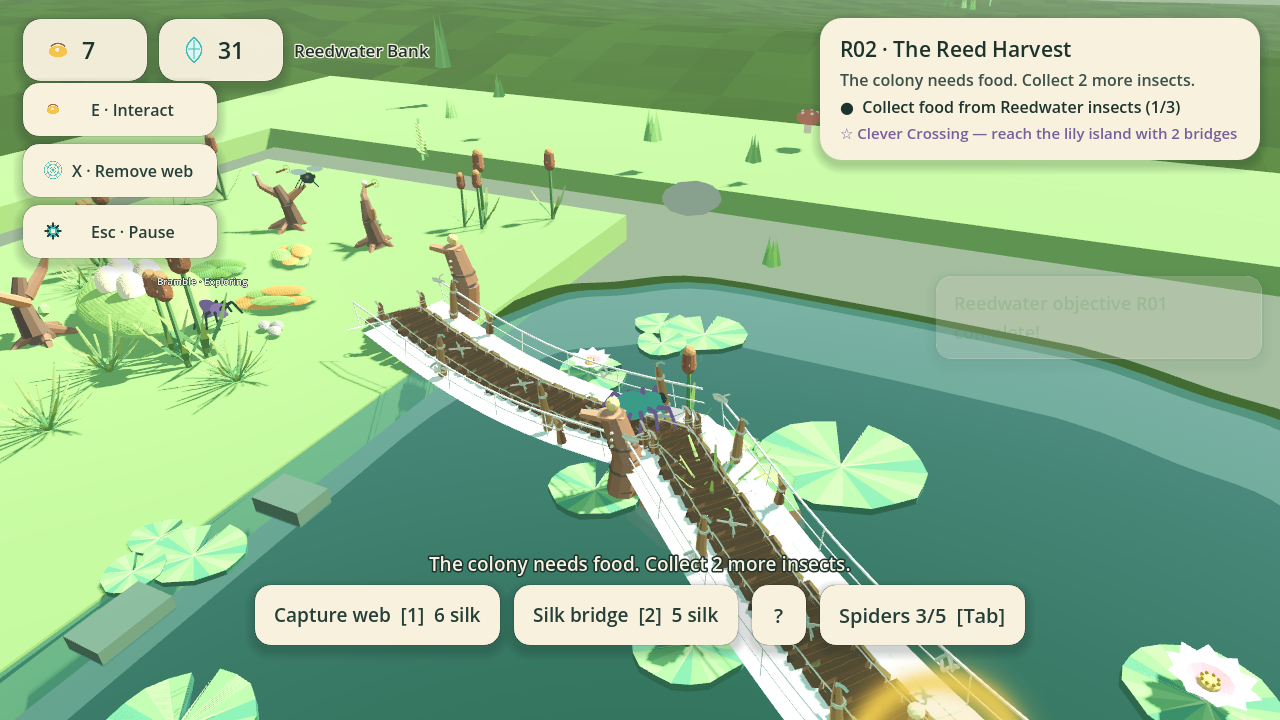 7
31
Reedwater Bank
E · Interact
X · Remove web
Esc · Pause
R02 · The Reed Harvest
The colony needs food. Collect 2 more insects.
Collect food from Reedwater insects (1/3)
☆ Clever Crossing — reach the lily island with 2 bridges
Bramble · Exploring
Reedwater objective R01
complete!
The colony needs food. Collect 2 more insects.
Capture web [1] 6 silk
Silk bridge [2] 5 silk
?
Spiders 3/5 [Tab]